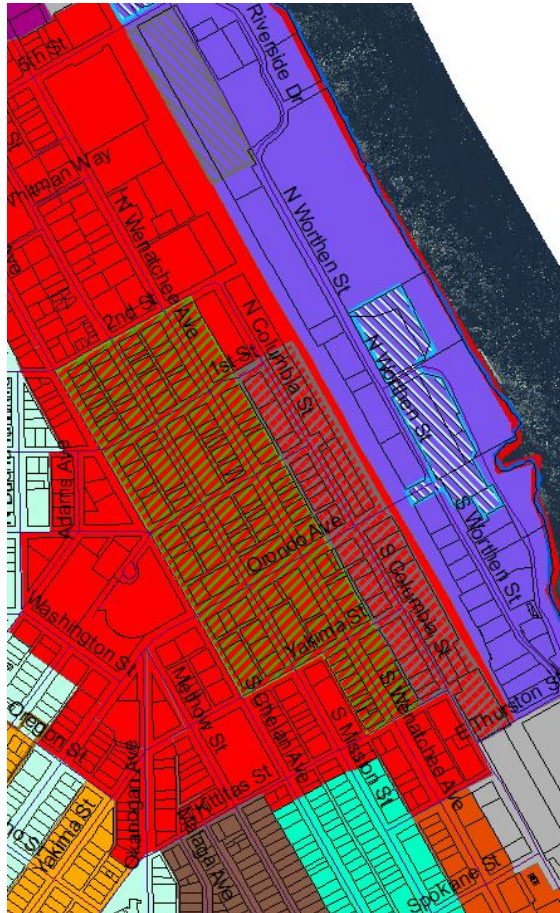 5th St
Riverside Dr
St
Whitman Way
N Wenatchee Ave
N Worthen St
Ave
2nd St
N Columbia St
1st St
N Worthen St
Adams Ave
S Worthen St
Orondo Ave
S Columbia St
Washington St
Yakima St
Methow St
S Chelan Ave
S Wenatchee Ave
Thurston St
Oregon St
S Mission St
Okanogan Ave
Kittitas St
Yakima St
Spokane St